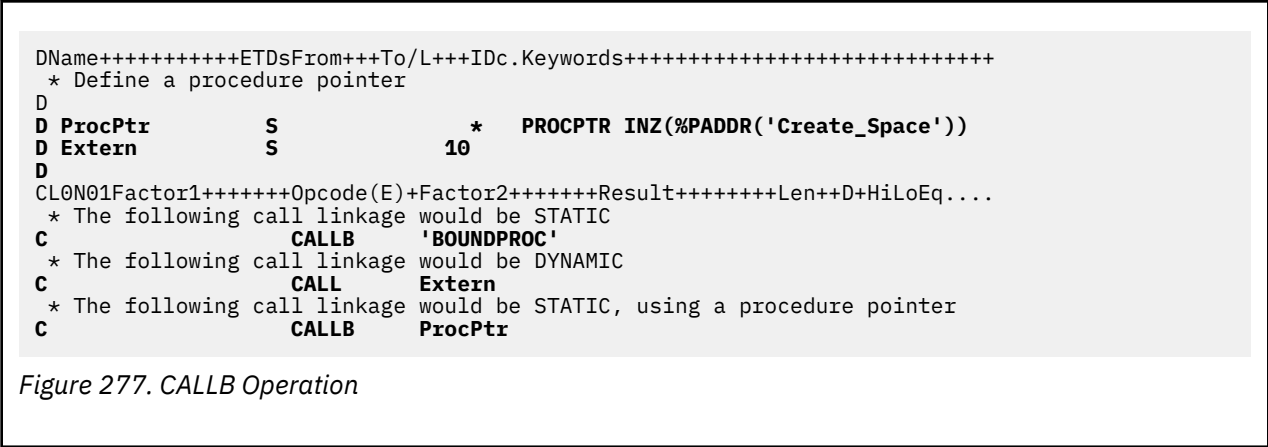 DName+++++++++++ETDsFrom+++To/L+++IDc.Keywords+++++++++++++++++++++++++++++
 * Define a procedure pointer
D
D ProcPtr         S               *   PROCPTR INZ(%PADDR('Create_Space'))
D Extern          S             10
D
CL0N01Factor1+++++++Opcode(E)+Factor2+++++++Result++++++++Len++D+HiLoEq....
 * The following call linkage would be STATIC
C                   CALLB     'BOUNDPROC'
 * The following call linkage would be DYNAMIC
C                   CALL      Extern
 * The following call linkage would be STATIC, using a procedure pointer
C                   CALLB     ProcPtr
Figure 277. CALLB Operation